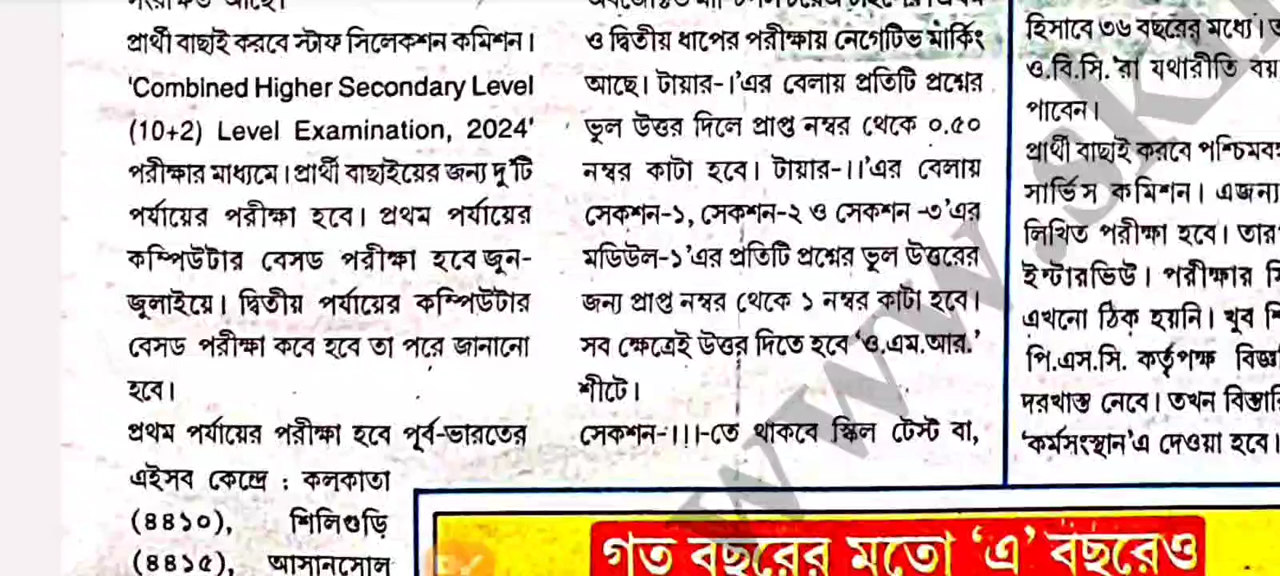 সংরক্ষিত আছে।
প্রার্থী বাছাই করবে স্টাফ সিলেকশন কমিশন।
'Combined Higher Secondary Level
(10+2) Level Examination, 2024'
পরীক্ষার মাধ্যমে। প্রার্থী বাছাইয়ের জন্য দু'টি
পর্যায়ের পরীক্ষা হবে। প্রথম পর্যায়ের
কম্পিউটার বেসড পরীক্ষা হবে জুন-
জুলাইয়ে। দ্বিতীয় পর্যায়ের কম্পিউটার
বেসড পরীক্ষা কবে হবে তা পরে জানানো
হবে।
প্রথম পর্যায়ের পরীক্ষা হবে পূর্ব-ভারতের
এইসব কেন্দ্রে : কলকাতা
(৪৪১০), শিলিগুড়ি
(৪৪১৫), আসানসোল
ও দ্বিতীয় ধাপের পরীক্ষায় নেগেটিভ মার্কিং
আছে। টায়ার-।'এর বেলায় প্রতিটি প্রশ্নের
ভুল উত্তর দিলে প্রাপ্ত নম্বর থেকে ০.৫০
নম্বর কাটা হবে। টায়ার-।।'এর বেলায়
সেকশন-১, সেকশন-২ ও সেকশন -৩'এর
মডিউল-১'এর প্রতিটি প্রশ্নের ভুল উত্তরের
জন্য প্রাপ্ত নম্বর থেকে ১ নম্বর কাটা হবে।
সব ক্ষেত্রেই উত্তর দিতে হবে 'ও.এম.আর.'
শীটে।
সেকশন-।।।-তে থাকবে স্কিল টেস্ট বা,
হিসাবে ৩৬ বছরের মধ্যে।
ও.বি.সি.'রা যথারীতি বয়
পাবেন।
প্রার্থী বাছাই করবে পশ্চিমবঙ্গ
সার্ভিস কমিশন। এজন্য
লিখিত পরীক্ষা হবে। তার
ইন্টারভিউ। পরীক্ষার সি
এখনো ঠিক হয়নি। খুব শি
পি.এস.সি. কর্তৃপক্ষ বিজ্ঞ
দরখাস্ত নেবে। তখন বিস্তারি
'কর্মসংস্থান'এ দেওয়া হবে।
গত বছরের মতো 'এ' বছরেও